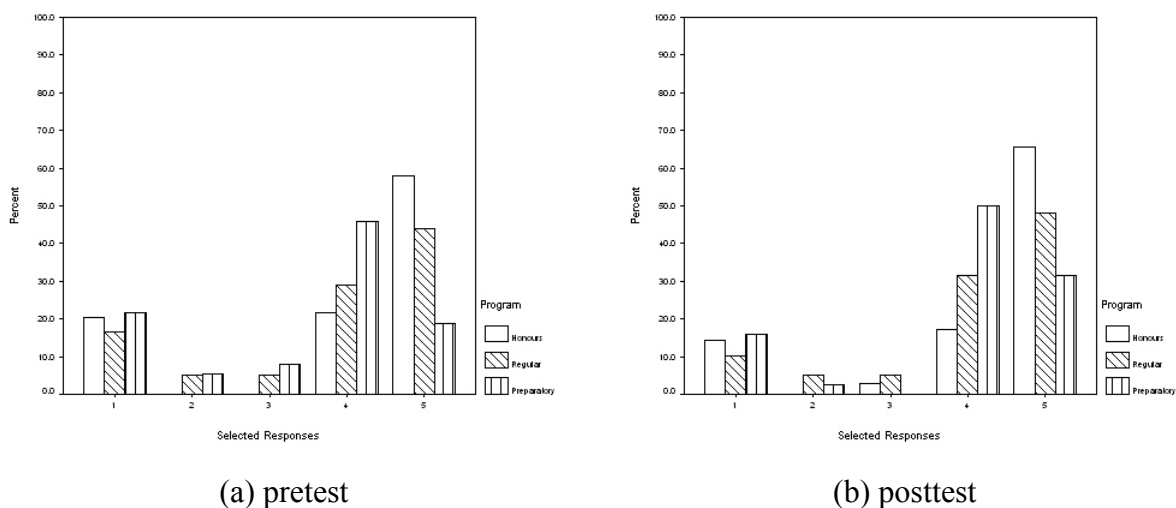 100.0
90.0
80.0
70.0
60.0
50.0
40.0
30.0
20.0
10.0
0.0
Percent
1 2 3 4 5
Selected Responses
Program
Honours
Regular
Preparatory
(a) pretest
100.0
90.0
80.0
70.0
60.0
50.0
40.0
30.0
20.0
10.0
0.0
Percent
1 2 3 4 5
Selected Responses
Program
Honours
Regular
Preparatory
(b) posttest